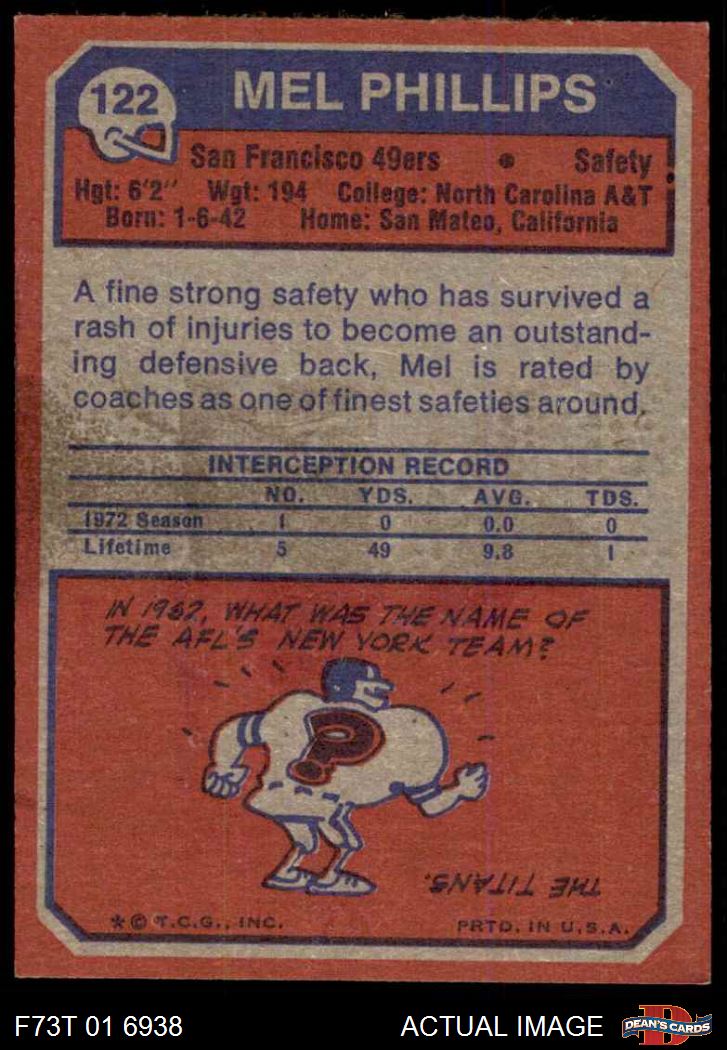 122
MEL PHILLIPS
San Francisco 49ers • Safety
Hgt: 6'2" Wgt: 194 College: North Carolina A&T
Born: 1-6-42 Home: San Mateo, California
A fine strong safety who has survived a
rash of injuries to become an outstand-
ing defensive back, Mel is rated by
coaches as one of finest safeties around.
INTERCEPTION RECORD
NO. YDS. AVG. TDS.
1972 Season 1 0 0.0 0
Lifetime 5 49 9.8 1
IN 1962, WHAT WAS THE NAME OF
THE AFL'S NEW YORK TEAM?
?
THE TITANS.
* © T.C.G., INC. PRTD. IN U.S.A.
F73T 01 6938 ACTUAL IMAGE D DEAN'S CARDS